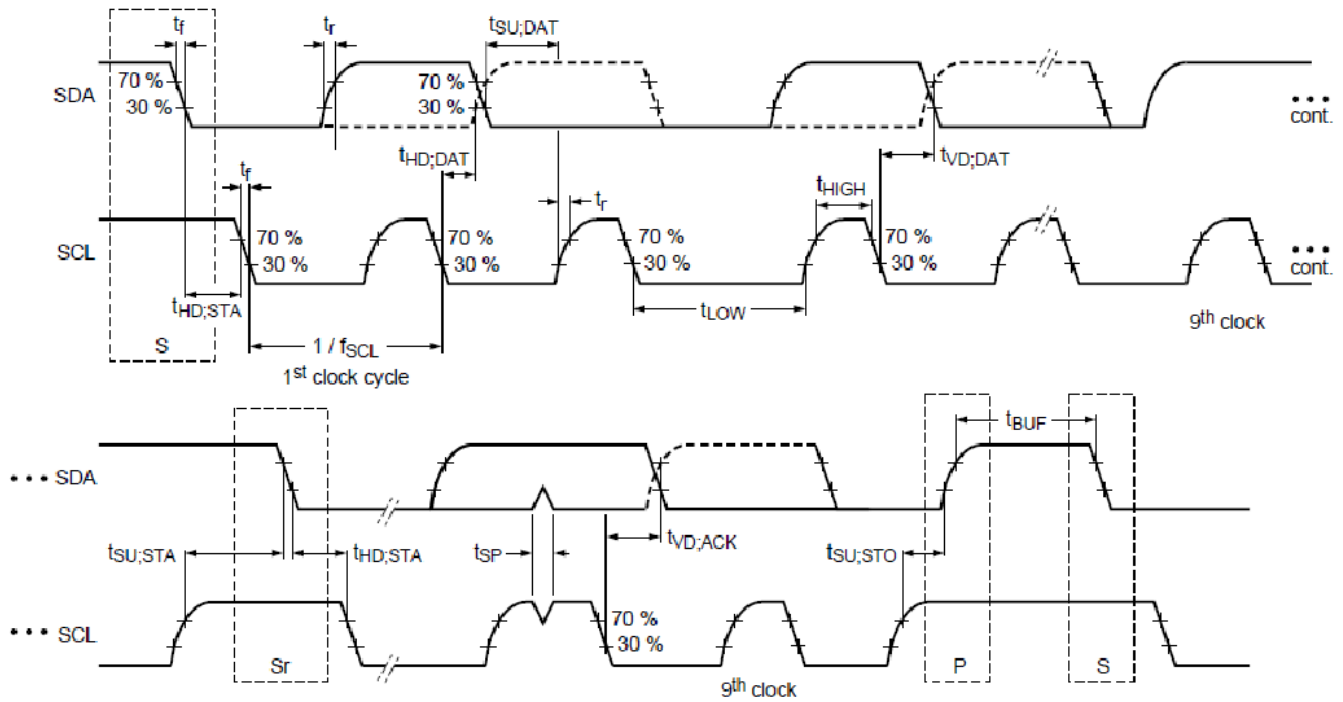 tf tr tSU;DAT
70 % 70 %
SDA
30 % 30 %
cont.
tHD;DAT tVD;DAT
tf tHIGH
tr
70 % 70 % 70 % 70 %
SCL
30 % 30 % 30 % 30 %
cont.
tHD;STA tLOW
9th clock
S 1 / fSCL
1st clock cycle
tBUF
SDA
tSU;STA tHD;STA tSP tVD;ACK tSU;STO
70 %
SCL
30 %
Sr P S
9th clock